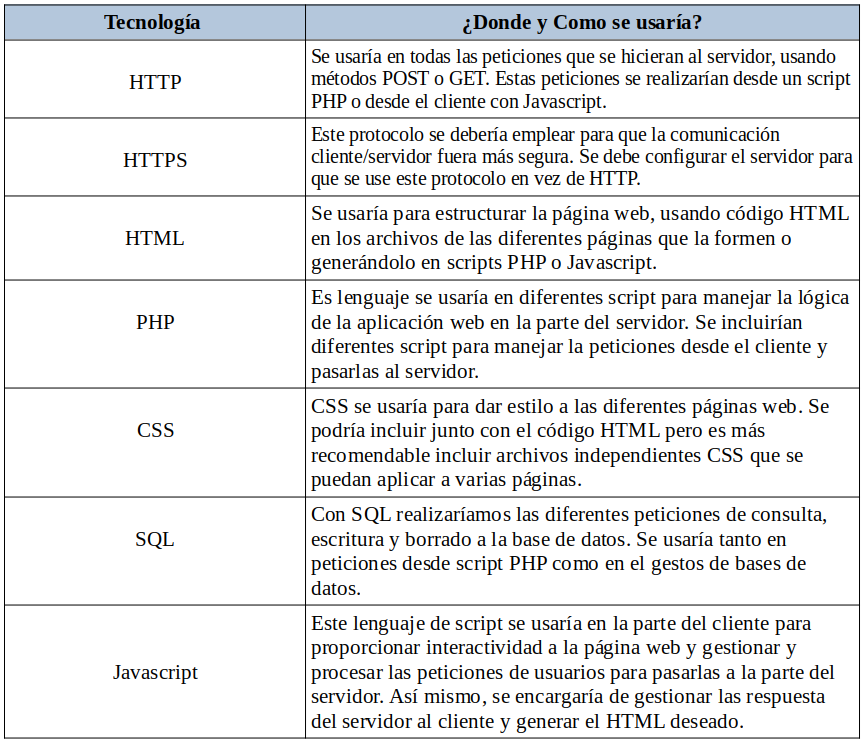 Tecnología
¿Donde y Como se usaría?
HTTP
Se usaría en todas las peticiones que se hicieran al servidor, usando
métodos POST o GET. Estas peticiones se realizarían desde un script
PHP o desde el cliente con Javascript.
HTTPS
Este protocolo se debería emplear para que la comunicación
cliente/servidor fuera más segura. Se debe configurar el servidor para
que se use este protocolo en vez de HTTP.
HTML
Se usaría para estructurar la página web, usando código HTML
en los archivos de las diferentes páginas que la formen o
generándolo en scripts PHP o Javascript.
PHP
Es lenguaje se usaría en diferentes script para manejar la lógica
de la aplicación web en la parte del servidor. Se incluirían
diferentes script para manejar la peticiones desde el cliente y
pasarlas al servidor.
CSS
CSS se usaría para dar estilo a las diferentes páginas web. Se
podría incluir junto con el código HTML pero es más
recomendable incluir archivos independientes CSS que se
puedan aplicar a varias páginas.
SQL
Con SQL realizaríamos las diferentes peticiones de consulta,
escritura y borrado a la base de datos. Se usaría tanto en
peticiones desde script PHP como en el gestos de bases de
datos.
Javascript
Este lenguaje de script se usaría en la parte del cliente para
proporcionar interactividad a la página web y gestionar y
procesar las peticiones de usuarios para pasarlas a la parte del
servidor. Así mismo, se encargaría de gestionar las respuesta
del servidor al cliente y generar el HTML deseado.